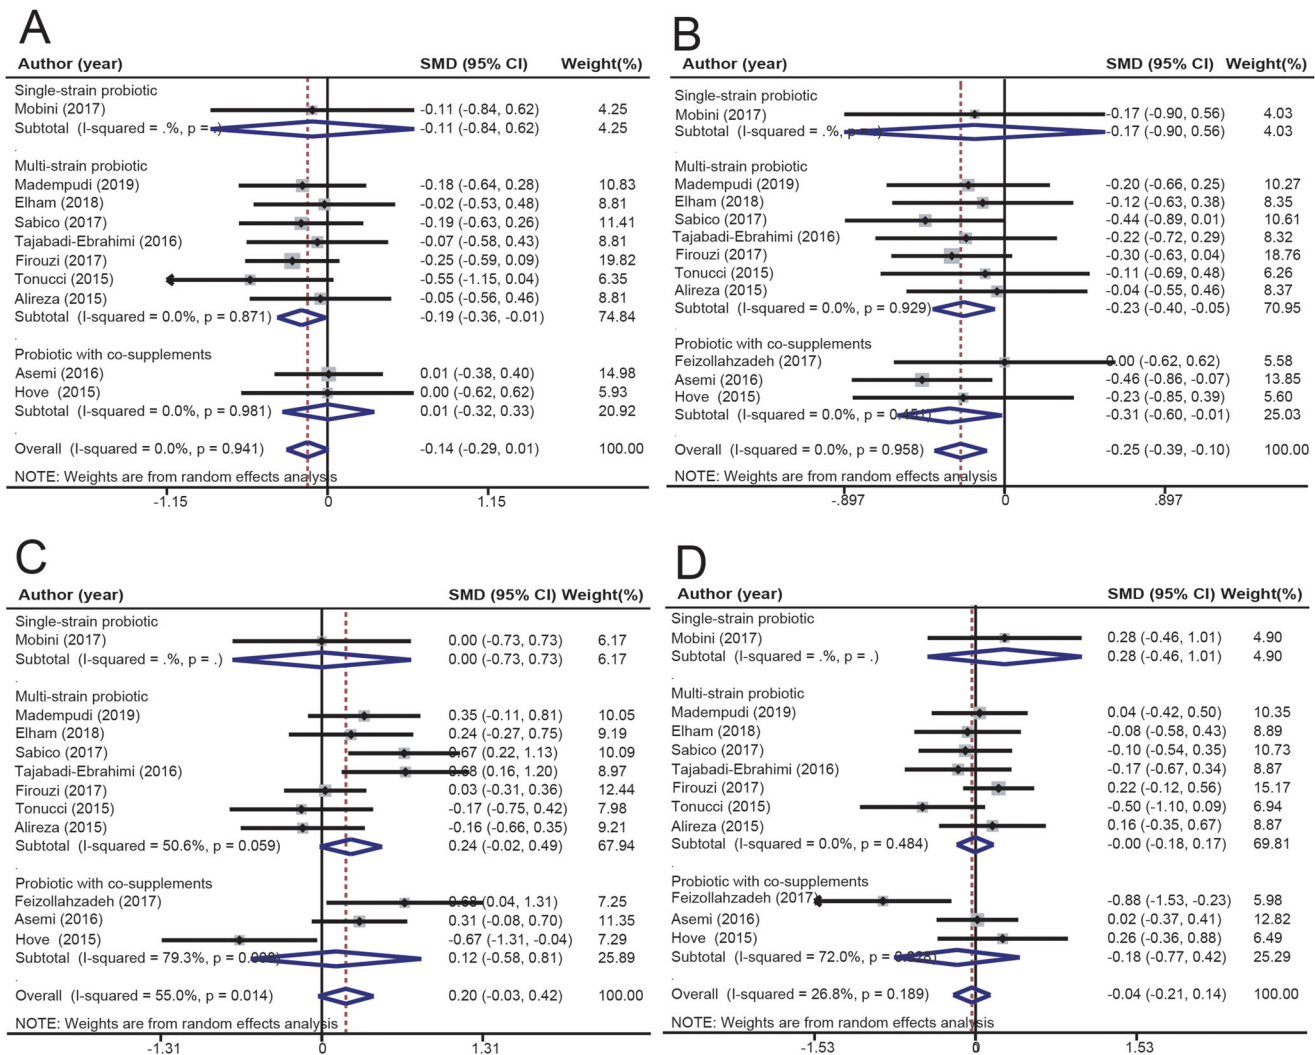 A
Author (year) SMD (95% CI) Weight(%)
Single-strain probiotic
Mobini (2017) -0.11 (-0.84, 0.62) 4.25
Subtotal (I-squared = .%, p = .) -0.11 (-0.84, 0.62) 4.25
.
Multi-strain probiotic
Madempudi (2019) -0.18 (-0.64, 0.28) 10.83
Elham (2018) -0.02 (-0.53, 0.48) 8.81
Sabico (2017) -0.19 (-0.63, 0.26) 11.41
Tajabadi-Ebrahimi (2016) -0.07 (-0.58, 0.43) 8.81
Firouzi (2017) -0.25 (-0.59, 0.09) 19.82
Tonucci (2015) -0.55 (-1.15, 0.04) 6.35
Alireza (2015) -0.05 (-0.56, 0.46) 8.81
Subtotal (I-squared = 0.0%, p = 0.871) -0.19 (-0.36, -0.01) 74.84
.
Probiotic with co-supplements
Asemi (2016) 0.01 (-0.38, 0.40) 14.98
Hove (2015) 0.00 (-0.62, 0.62) 5.93
Subtotal (I-squared = 0.0%, p = 0.981) 0.01 (-0.32, 0.33) 20.92
.
Overall (I-squared = 0.0%, p = 0.941) -0.14 (-0.29, 0.01) 100.00
NOTE: Weights are from random effects analysis
-1.15 0 1.15
B
Author (year) SMD (95% CI) Weight(%)
Single-strain probiotic
Mobini (2017) -0.17 (-0.90, 0.56) 4.03
Subtotal (I-squared = .%, p = .) -0.17 (-0.90, 0.56) 4.03
.
Multi-strain probiotic
Madempudi (2019) -0.20 (-0.66, 0.25) 10.27
Elham (2018) -0.12 (-0.63, 0.38) 8.35
Sabico (2017) -0.44 (-0.89, 0.01) 10.61
Tajabadi-Ebrahimi (2016) -0.22 (-0.72, 0.29) 8.32
Firouzi (2017) -0.30 (-0.63, 0.04) 18.76
Tonucci (2015) -0.11 (-0.69, 0.48) 6.26
Alireza (2015) -0.04 (-0.55, 0.46) 8.37
Subtotal (I-squared = 0.0%, p = 0.929) -0.23 (-0.40, -0.05) 70.95
.
Probiotic with co-supplements
Feizollahzadeh (2017) 0.00 (-0.62, 0.62) 5.58
Asemi (2016) -0.46 (-0.86, -0.07) 13.85
Hove (2015) -0.23 (-0.85, 0.39) 5.60
Subtotal (I-squared = 0.0%, p = 0.451) -0.31 (-0.60, -0.01) 25.03
.
Overall (I-squared = 0.0%, p = 0.958) -0.25 (-0.39, -0.10) 100.00
NOTE: Weights are from random effects analysis
-.897 0 .897
C
Author (year) SMD (95% CI) Weight(%)
Single-strain probiotic
Mobini (2017) 0.00 (-0.73, 0.73) 6.17
Subtotal (I-squared = .%, p = .) 0.00 (-0.73, 0.73) 6.17
.
Multi-strain probiotic
Madempudi (2019) 0.35 (-0.11, 0.81) 10.05
Elham (2018) 0.24 (-0.27, 0.75) 9.19
Sabico (2017) 0.67 (0.22, 1.13) 10.09
Tajabadi-Ebrahimi (2016) 0.68 (0.16, 1.20) 8.97
Firouzi (2017) 0.03 (-0.31, 0.36) 12.44
Tonucci (2015) -0.17 (-0.75, 0.42) 7.98
Alireza (2015) -0.16 (-0.66, 0.35) 9.21
Subtotal (I-squared = 50.6%, p = 0.059) 0.24 (-0.02, 0.49) 67.94
.
Probiotic with co-supplements
Feizollahzadeh (2017) 0.68 (0.04, 1.31) 7.25
Asemi (2016) 0.31 (-0.08, 0.70) 11.35
Hove (2015) -0.67 (-1.31, -0.04) 7.29
Subtotal (I-squared = 79.3%, p = 0.12 (-0.58, 0.81) 25.89
.
Overall (I-squared = 55.0%, p = 0.014) 0.20 (-0.03, 0.42) 100.00
NOTE: Weights are from random effects analysis
-1.31 0 1.31
D
Author (year) SMD (95% CI) Weight(%)
Single-strain probiotic
Mobini (2017) 0.28 (-0.46, 1.01) 4.90
Subtotal (I-squared = .%, p = .) 0.28 (-0.46, 1.01) 4.90
.
Multi-strain probiotic
Madempudi (2019) 0.04 (-0.42, 0.50) 10.35
Elham (2018) -0.08 (-0.58, 0.43) 8.89
Sabico (2017) -0.10 (-0.54, 0.35) 10.73
Tajabadi-Ebrahimi (2016) -0.17 (-0.67, 0.34) 8.87
Firouzi (2017) 0.22 (-0.12, 0.56) 15.17
Tonucci (2015) -0.50 (-1.10, 0.09) 6.94
Alireza (2015) 0.16 (-0.35, 0.67) 8.87
Subtotal (I-squared = 0.0%, p = 0.484) -0.00 (-0.18, 0.17) 69.81
.
Probiotic with co-supplements
Feizollahzadeh (2017) -0.88 (-1.53, -0.23) 5.98
Asemi (2016) 0.02 (-0.37, 0.41) 12.82
Hove (2015) 0.26 (-0.36, 0.88) 6.49
Subtotal (I-squared = 72.0%, p = 0.028) -0.18 (-0.77, 0.42) 25.29
.
Overall (I-squared = 26.8%, p = 0.189) -0.04 (-0.21, 0.14) 100.00
NOTE: Weights are from random effects analysis
-1.53 0 1.53